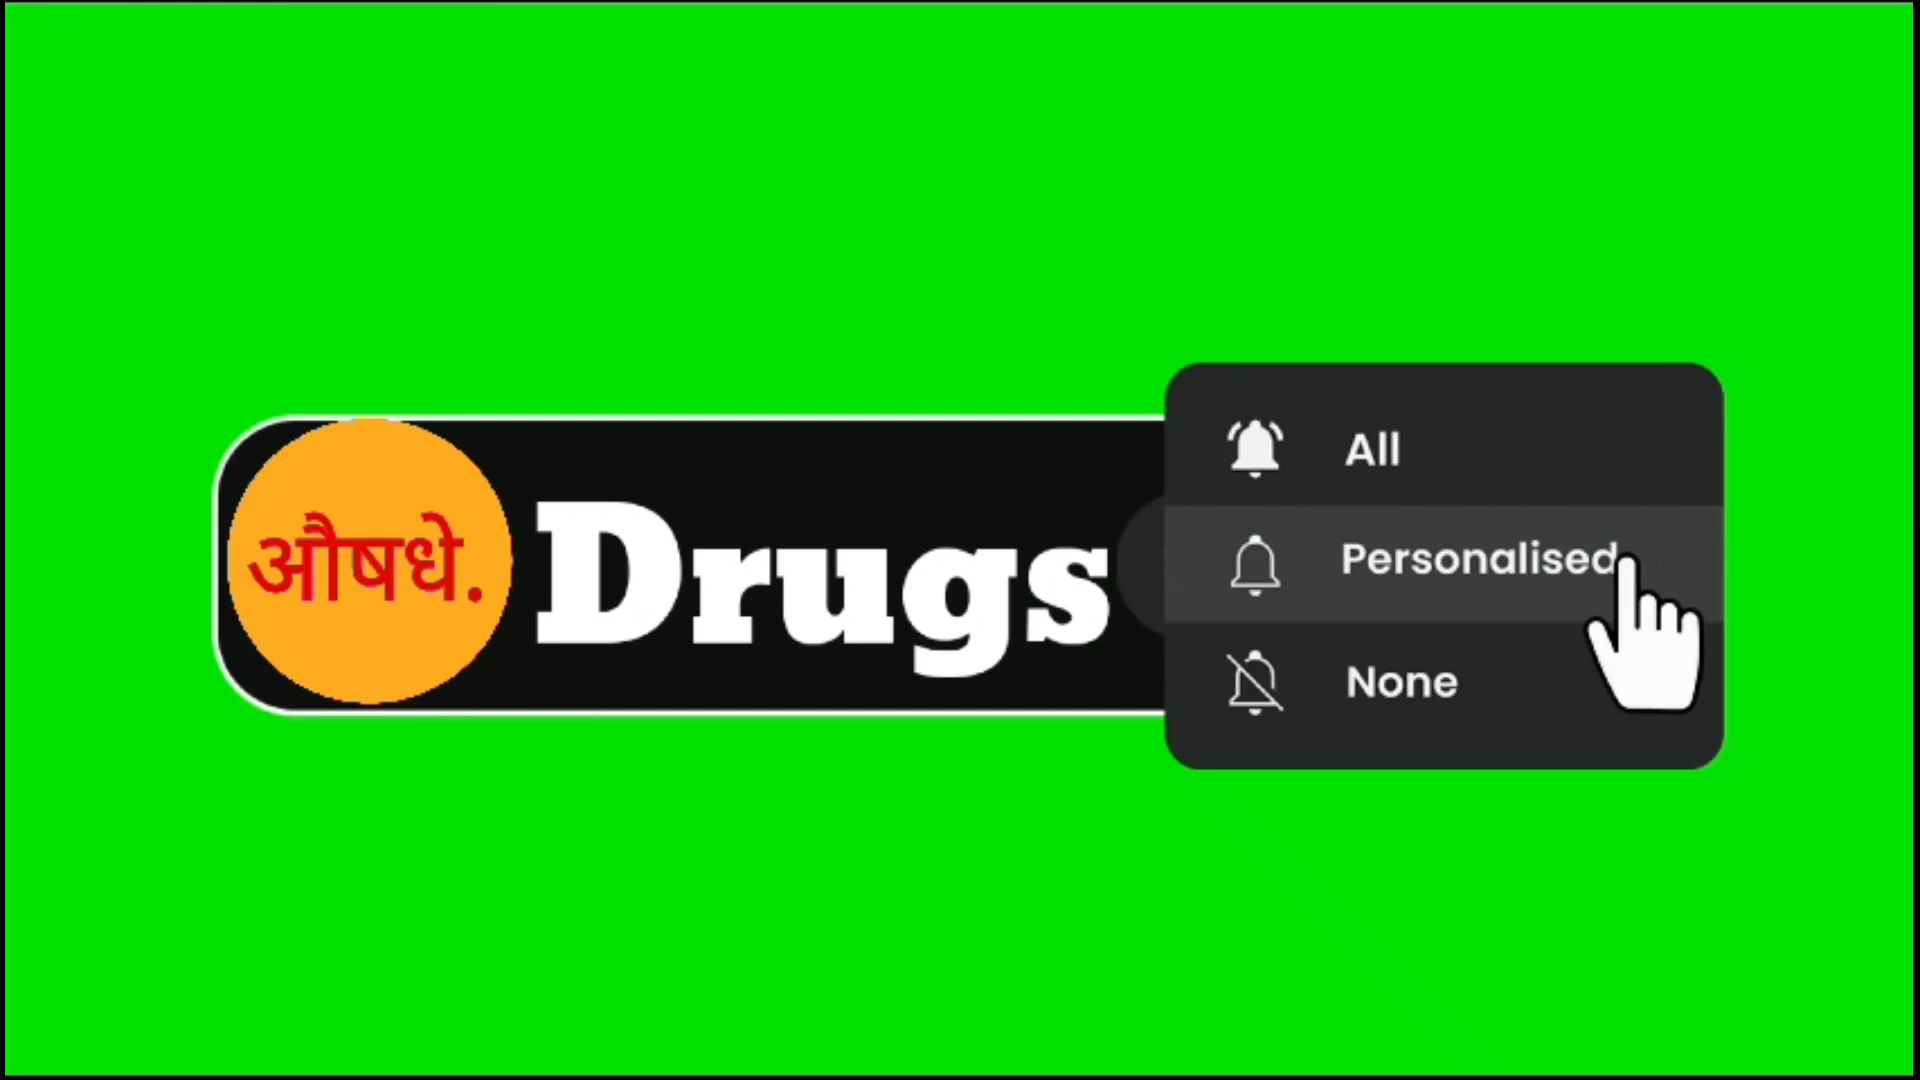 औषधे.
Drugs
All
Personalised
None